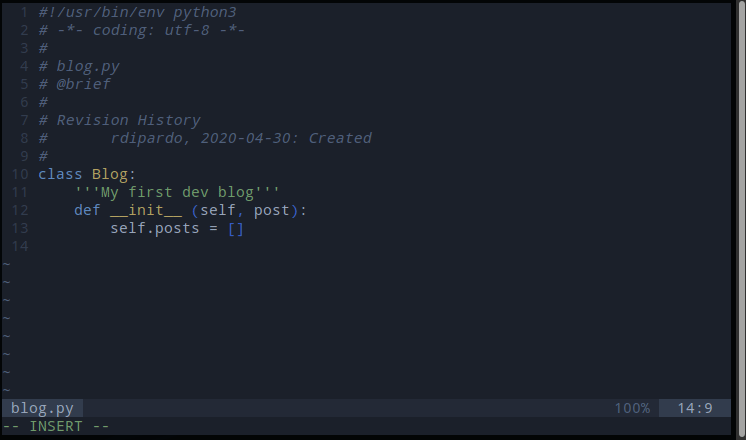 1 #!/usr/bin/env python3
2 # -*- coding: utf-8 -*-
3 #
4 # blog.py
5 # @brief
6 #
7 # Revision History
8 #       rdipardo, 2020-04-30: Created
9 #
10 class Blog:
11     '''My first dev blog'''
12     def __init__ (self, post):
13         self.posts = []
14
~
~
~
~
~
~
~
~
blog.py 100% 14:9
-- INSERT --